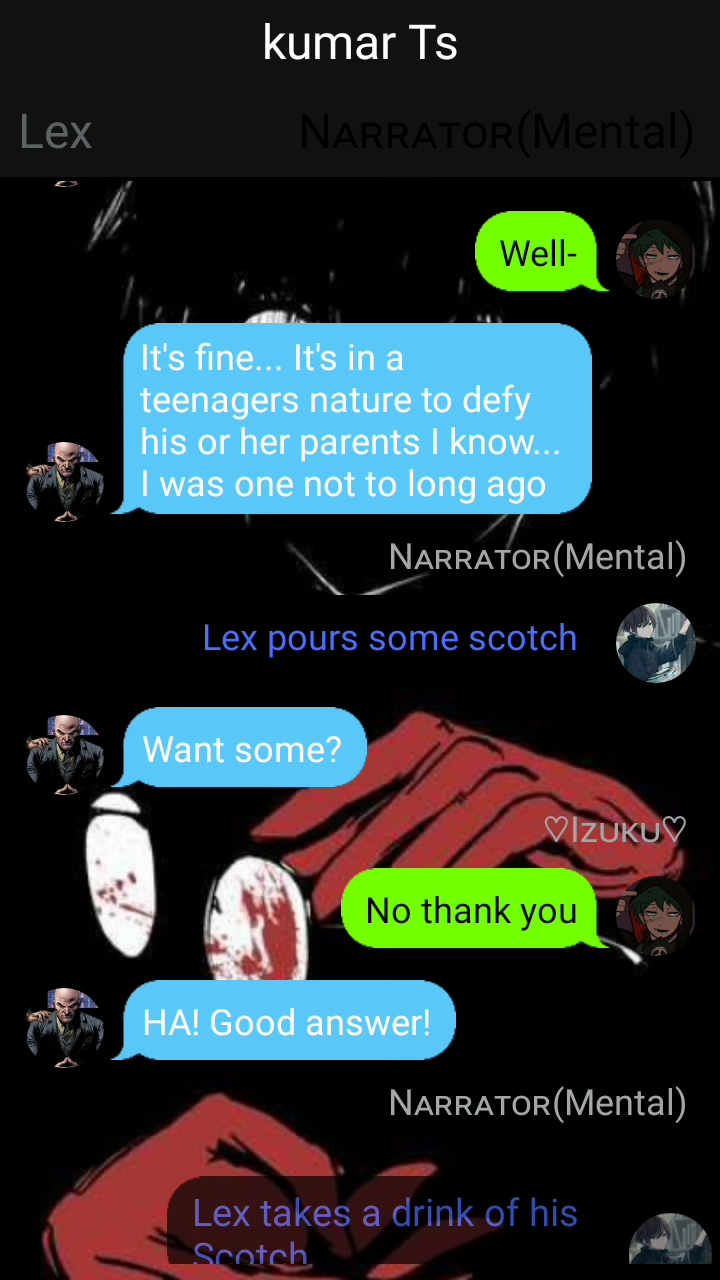 kumar Ts
Lex
NARRATOR(Mental)
Well-
It's fine... It's in a
teenagers nature to defy
his or her parents I know...
I was one not to long ago
NARRATOR(Mental)
Lex pours some scotch
Want some?
♡IZUKU♡
No thank you
HA! Good answer!
NARRATOR(Mental)
Lex takes a drink of his
Scotch